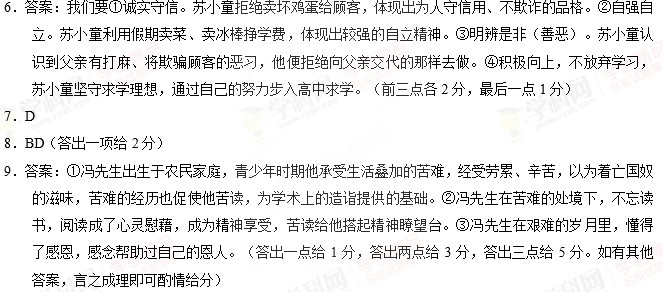 6. 答案：我们要①诚实守信。苏小童拒绝卖坏鸡蛋给顾客，体现出为人守信用、不欺诈的品格。②自强自
立。苏小童利用假期卖菜、卖冰棒挣学费，体现出较强的自立精神。③明辨是非（善恶）。苏小童认
识到父亲有打麻、将欺骗顾客的恶习，他便拒绝向父亲交代的那样去做。④积极向上，不放弃学习，
苏小童坚守求学理想，通过自己的努力步入高中求学。（前三点各2分，最后一点1分）
7. D
8. BD（答出一项给2分）
9. 答案：①冯先生出生于农民家庭，青少年时期他承受生活叠加的苦难，经受劳累、辛苦，以为着亡国奴
的滋味，苦难的经历也促使他苦读，为学术上的造诣提供的基础。②冯先生在苦难的处境下，不忘读
书，阅读成了心灵慰藉，成为精神享受，苦读给他搭起精神瞭望台。③冯先生在艰难的岁月里，懂得
了感恩，感念帮助过自己的恩人。（答出一点给1分，答出两点给3分，答出三点给5分。如有其他
答案，言之成理即可酌情给分）